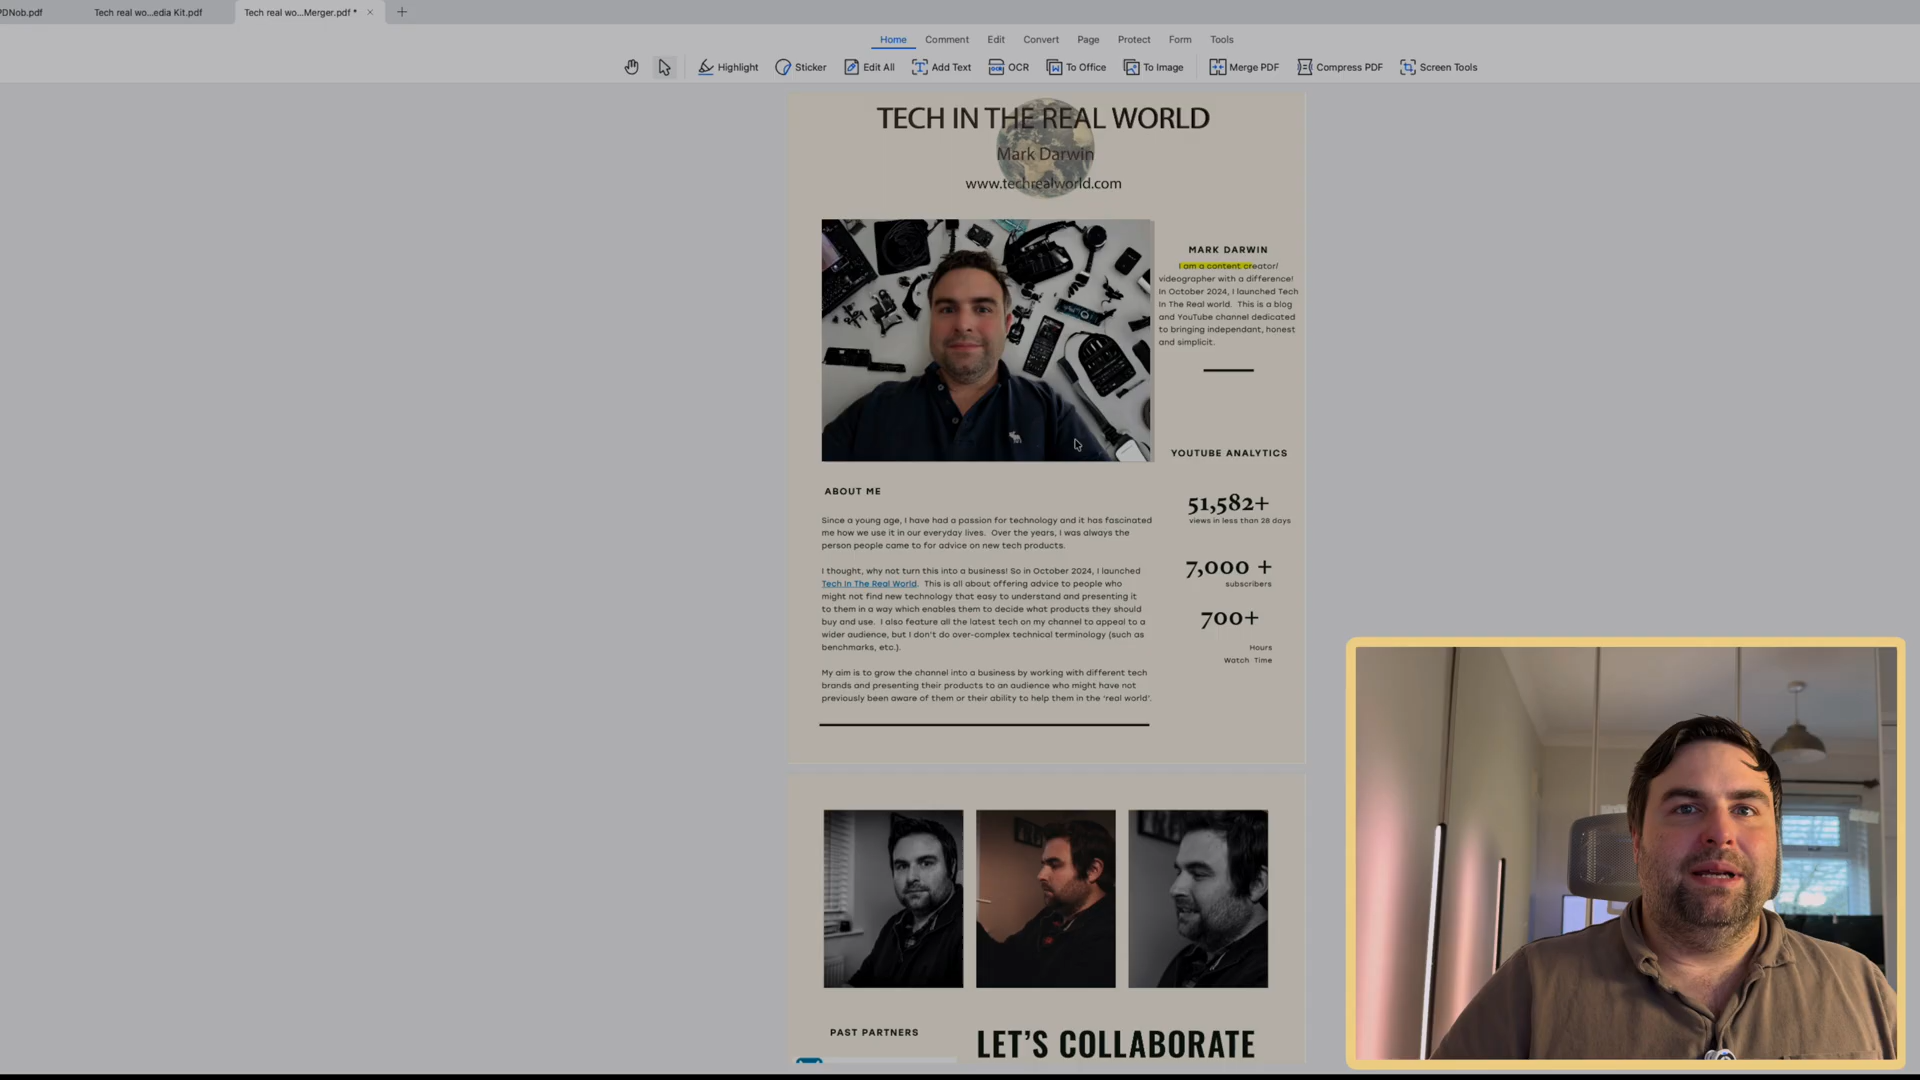 PDNob.pdf
Tech real wo...edia Kit.pdf
Tech real wo...Merger.pdf *
Home
Comment
Edit
Convert
Page
Protect
Form
Tools
Highlight
Sticker
Edit All
Add Text
OCR
To Office
To Image
Merge PDF
Compress PDF
Screen Tools
TECH IN THE REAL WORLD
Mark Darwin
www.techrealworld.com
MARK DARWIN
I am a content creator/
videographer with a difference!
In October 2024, I launched Tech
In The Real world. This is a blog
and YouTube channel dedicated
to bringing independant, honest
and simplicit.
YOUTUBE ANALYTICS
51,582+
views in less than 28 days
7,000 +
subscribers
700+
Hours
Watch Time
ABOUT ME
Since a young age, I have had a passion for technology and it has fascinated
me how we use it in our everyday lives. Over the years, I was always the
person people came to for advice on new tech products.
I thought, why not turn this into a business! So in October 2024, I launched
Tech In The Real World. This is all about offering advice to people who
might not find new technology that easy to understand and presenting it
to them in a way which enables them to decide what products they should
buy and use. I also feature all the latest tech on my channel to appeal to a
wider audience, but I don't do over-complex technical terminology (such as
benchmarks, etc.).
My aim is to grow the channel into a business by working with different tech
brands and presenting their products to an audience who might have not
previously been aware of them or their ability to help them in the 'real world'.
PAST PARTNERS
LET'S COLLABORATE